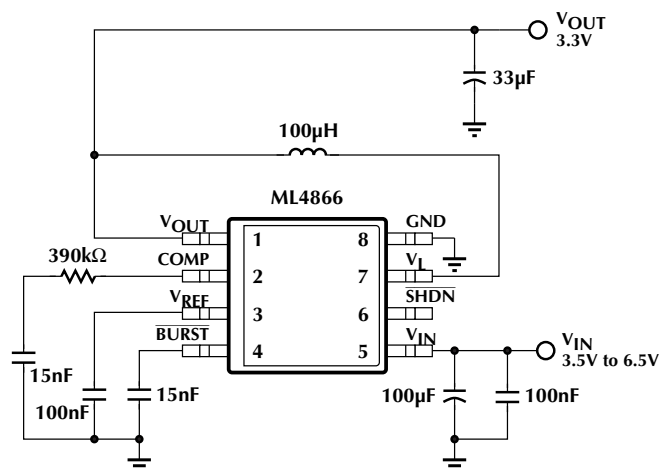 VOUT
3.3V
33µF
100µH
ML4866
VOUT
GND
1
8
390kΩ
COMP
VL
2
7
VREF
SHDN
3
6
BURST
VIN
4
5
VIN
3.5V to 6.5V
15nF
100nF
15nF
100µF
100nF